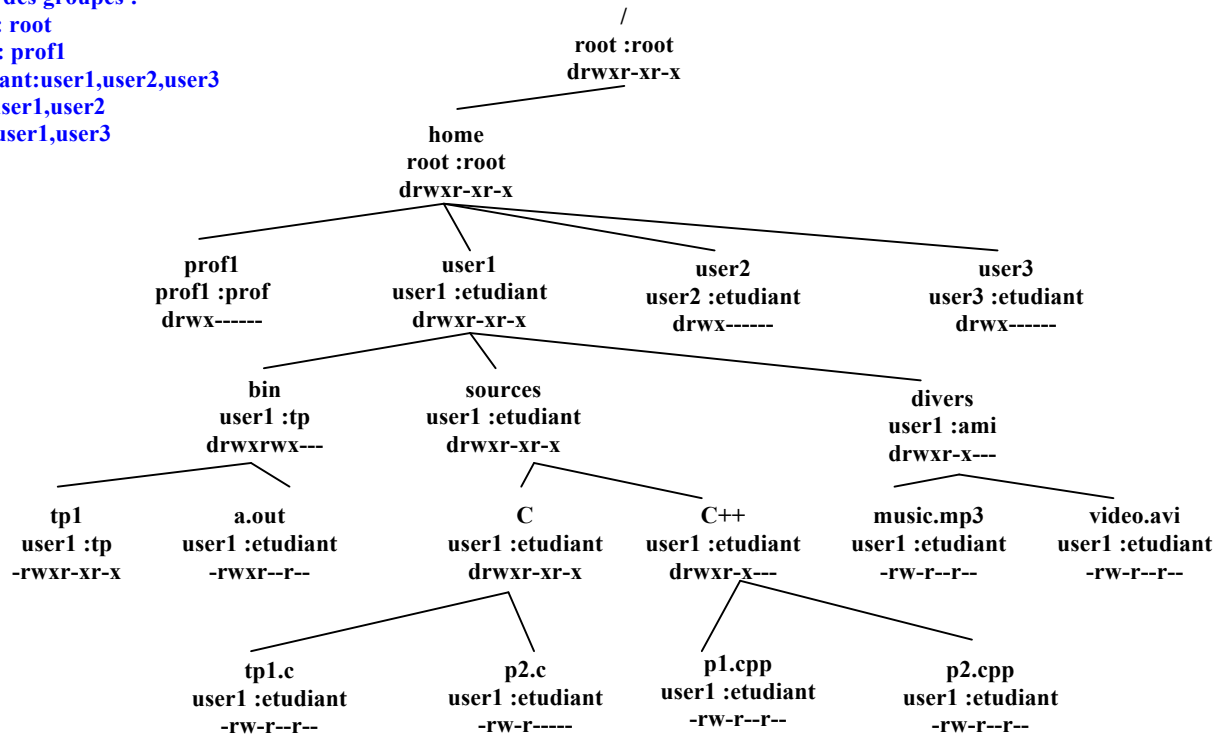 des groupes :
: root
: prof1
ant:user1,user2,user3
ser1,user2
user1,user3
/
root :root
drwxr-xr-x
home
root :root
drwxr-xr-x
prof1
prof1 :prof
drwx------
user1
user1 :etudiant
drwxr-xr-x
user2
user2 :etudiant
drwx------
user3
user3 :etudiant
drwx------
bin
user1 :tp
drwxrwx---
sources
user1 :etudiant
drwxr-xr-x
divers
user1 :ami
drwxr-x---
tp1
user1 :tp
-rwxr-xr-x
a.out
user1 :etudiant
-rwxr--r--
C
user1 :etudiant
drwxr-xr-x
C++
user1 :etudiant
drwxr-x---
music.mp3
user1 :etudiant
-rw-r--r--
video.avi
user1 :etudiant
-rw-r--r--
tp1.c
user1 :etudiant
-rw-r--r--
p2.c
user1 :etudiant
-rw-r-----
p1.cpp
user1 :etudiant
-rw-r--r--
p2.cpp
user1 :etudiant
-rw-r--r--